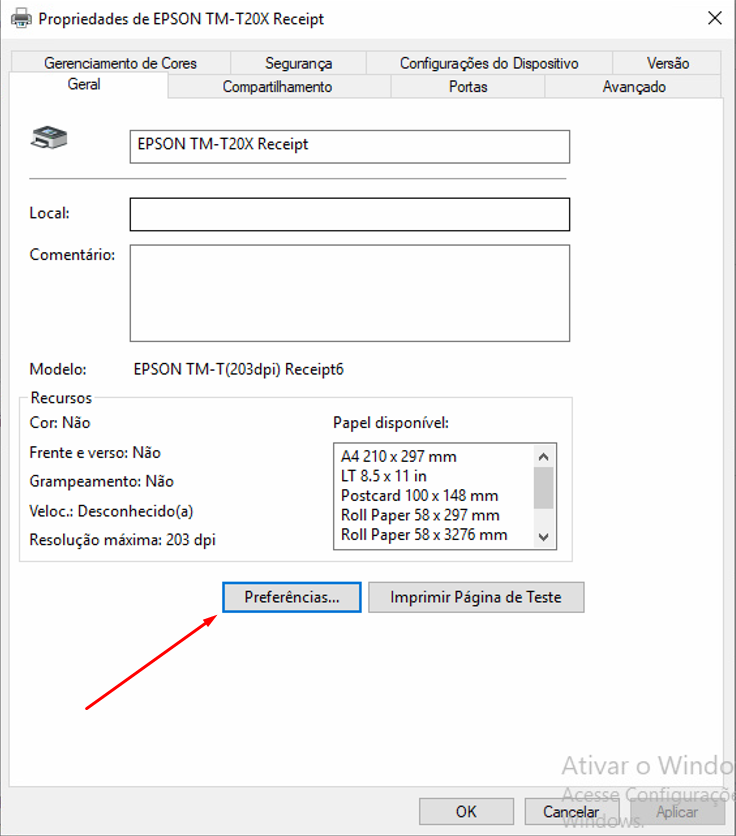 Propriedades de EPSON TM-T20X Receipt
Gerenciamento de Cores Segurança Configurações do Dispositivo Versão
Geral Compartilhamento Portas Avançado
EPSON TM-T20X Receipt
Local:
Comentário:
Modelo: EPSON TM-T(203dpi) Receipt6
Recursos
Cor: Não
Frente e verso: Não
Grampeamento: Não
Veloc.: Desconhecido(a)
Resolução máxima: 203 dpi
Papel disponível:
A4 210 x 297 mm
LT 8.5 x 11 in
Postcard 100 x 148 mm
Roll Paper 58 x 297 mm
Roll Paper 58 x 3276 mm
Preferências... Imprimir Página de Teste
Ativar o Windo
Acesse Configuraçõe
Windows.
OK Cancelar Aplicar